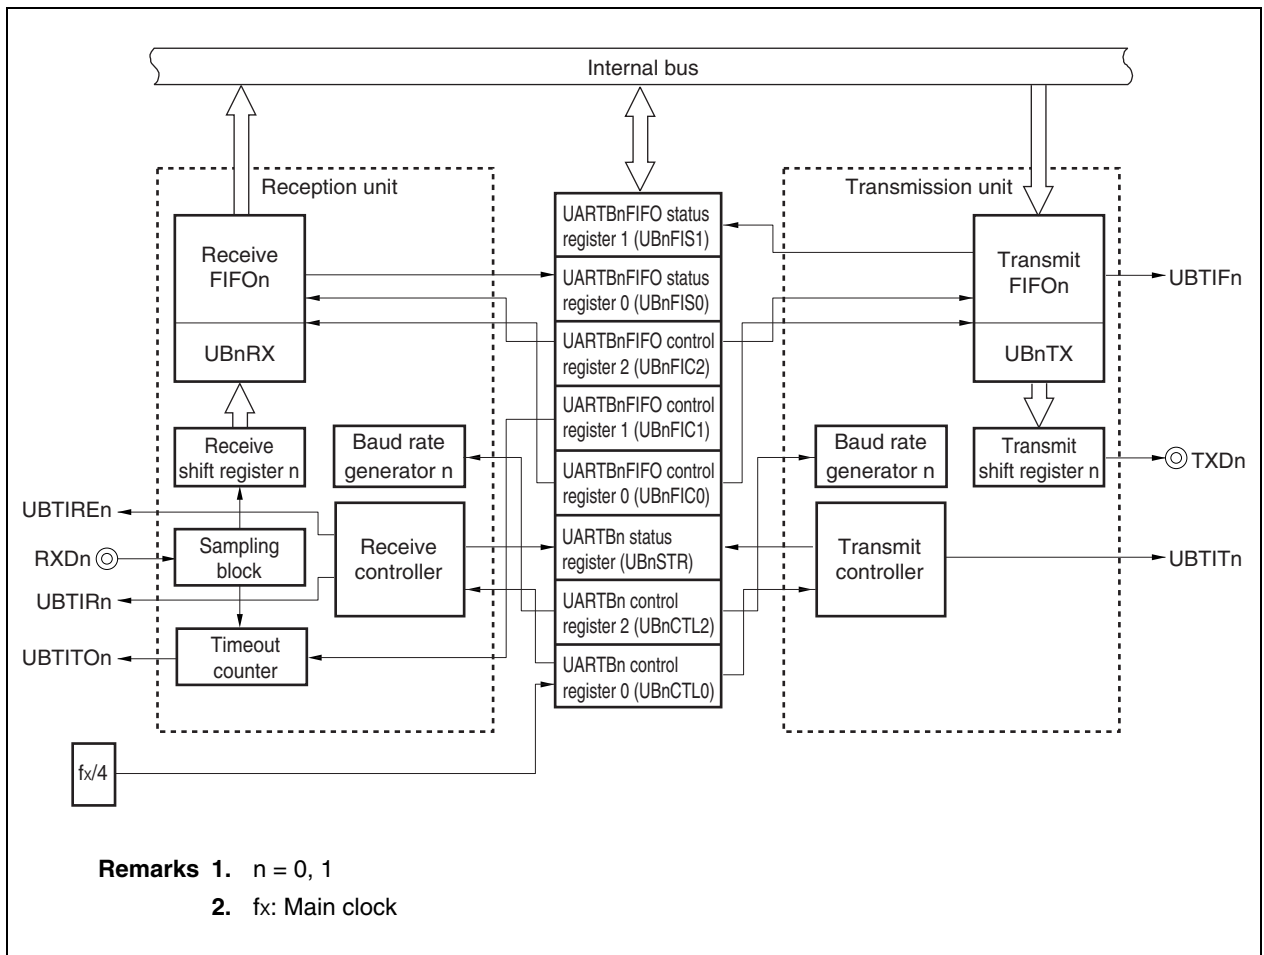 Internal bus
Reception unit
Transmission unit
Receive
FIFOn
UBnRX
Receive
shift register n
Baud rate
generator n
UBTIREn
RXDn
Sampling
block
Receive
controller
UBTIRn
UBTITOn
Timeout
counter
fx/4
UARTBnFIFO status
register 1 (UBnFIS1)
UARTBnFIFO status
register 0 (UBnFIS0)
UARTBnFIFO control
register 2 (UBnFIC2)
UARTBnFIFO control
register 1 (UBnFIC1)
UARTBnFIFO control
register 0 (UBnFIC0)
UARTBn status
register (UBnSTR)
UARTBn control
register 2 (UBnCTL2)
UARTBn control
register 0 (UBnCTL0)
Transmit
FIFOn
UBnTX
UBTIFn
Baud rate
generator n
Transmit
shift register n
TXDn
Transmit
controller
UBTITn
Remarks 1. n = 0, 1
2. fx: Main clock